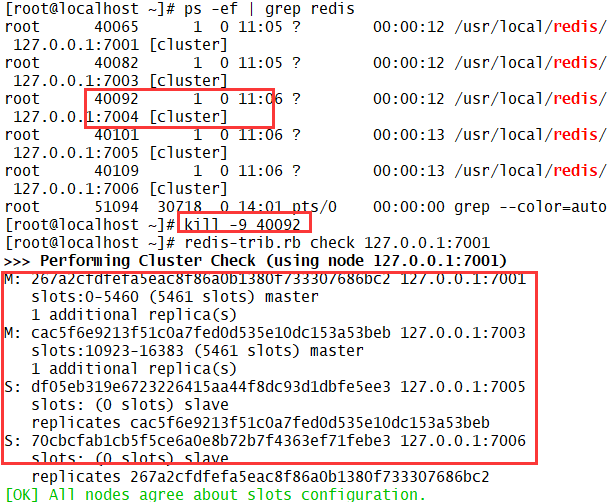 [root@localhost ~]# ps -ef | grep redis
root 40065 1 0 11:05 ? 00:00:12 /usr/local/redis/
127.0.0.1:7001 [cluster]
root 40082 1 0 11:05 ? 00:00:12 /usr/local/redis/
127.0.0.1:7003 [cluster]
root 40092 1 0 11:06 ? 00:00:12 /usr/local/redis/
127.0.0.1:7004 [cluster]
root 40101 1 0 11:06 ? 00:00:13 /usr/local/redis/
127.0.0.1:7005 [cluster]
root 40109 1 0 11:06 ? 00:00:13 /usr/local/redis/
127.0.0.1:7006 [cluster]
root 51094 30718 0 14:01 pts/0 00:00:00 grep --color=auto
[root@localhost ~]# kill -9 40092
[root@localhost ~]# redis-trib.rb check 127.0.0.1:7001
>>> Performing Cluster Check (using node 127.0.0.1:7001)
M: 267a2cfdfefa5eac8f86a0b1380f733307686bc2 127.0.0.1:7001
slots:0-5460 (5461 slots) master
1 additional replica(s)
M: cac5f6e9213f51c0a7fed0d535e10dc153a53beb 127.0.0.1:7003
slots:10923-16383 (5461 slots) master
1 additional replica(s)
S: df05eb319e6723226415aa44f8dc93d1dbfe5ee3 127.0.0.1:7005
slots: (0 slots) slave
replicates cac5f6e9213f51c0a7fed0d535e10dc153a53beb
S: 70cbcfab1cb5f5ce6a0e8b72b7f4363ef71febe3 127.0.0.1:7006
slots: (0 slots) slave
replicates 267a2cfdfefa5eac8f86a0b1380f733307686bc2
[OK] All nodes agree about slots configuration.